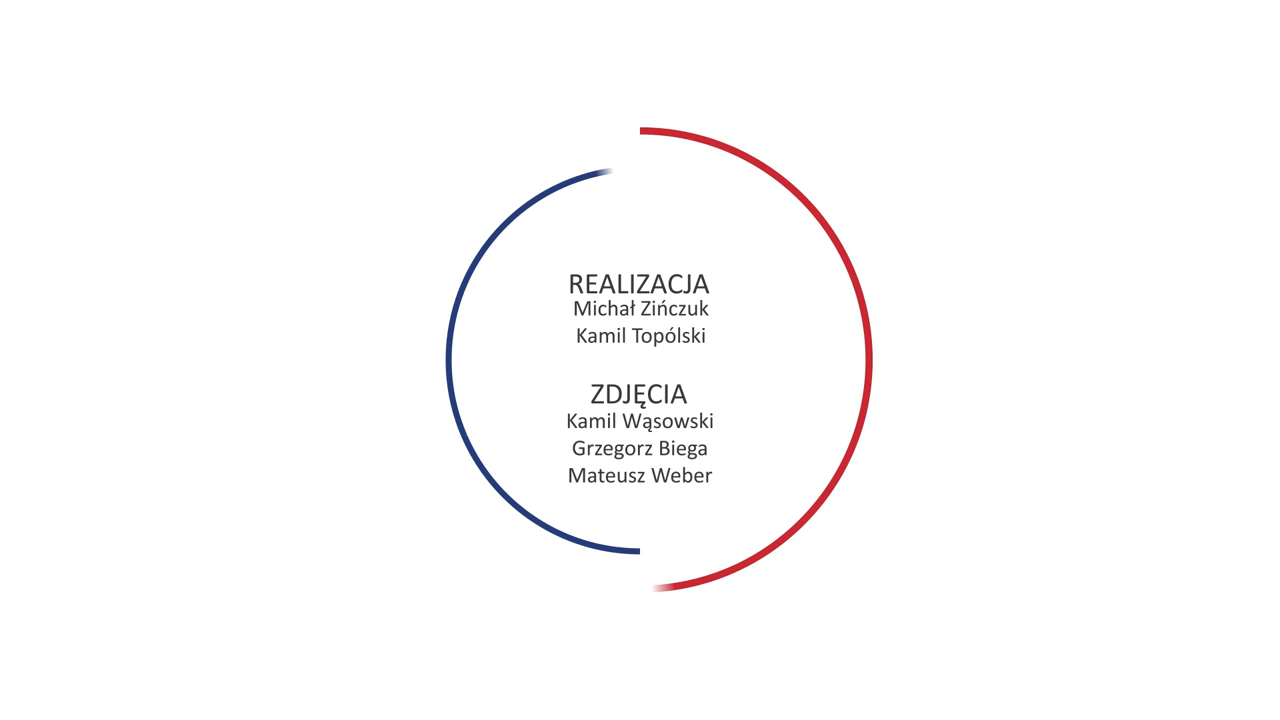 REALIZACJA
Michał Zińczuk
Kamil Topólski
ZDJĘCIA
Kamil Wąsowski
Grzegorz Biega
Mateusz Weber